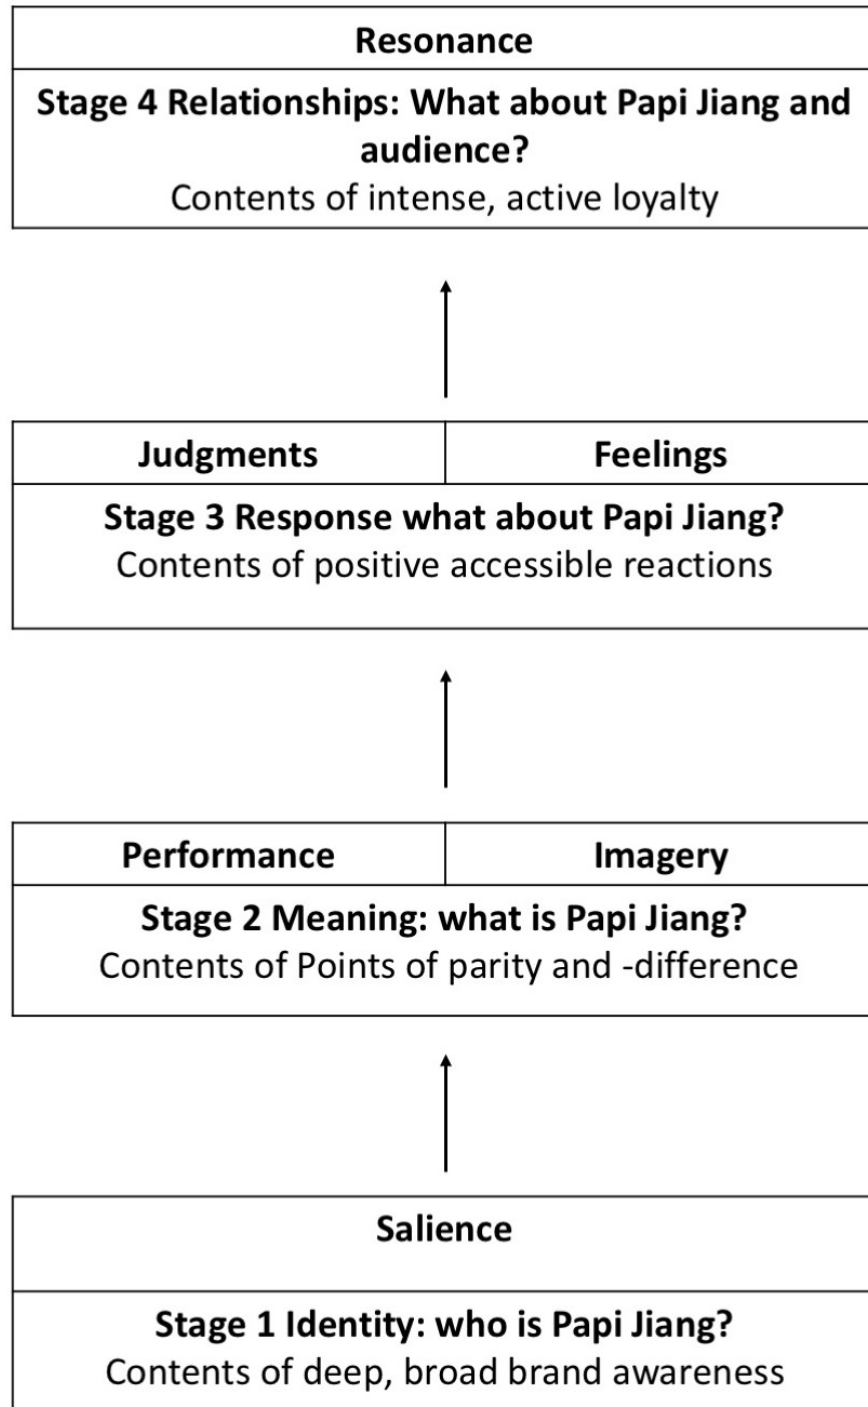 Resonance
Stage 4 Relationships: What about Papi Jiang and
audience?
Contents of intense, active loyalty
Judgments
Feelings
Stage 3 Response what about Papi Jiang?
Contents of positive accessible reactions
Performance
Imagery
Stage 2 Meaning: what is Papi Jiang?
Contents of Points of parity and -difference
Salience
Stage 1 Identity: who is Papi Jiang?
Contents of deep, broad brand awareness